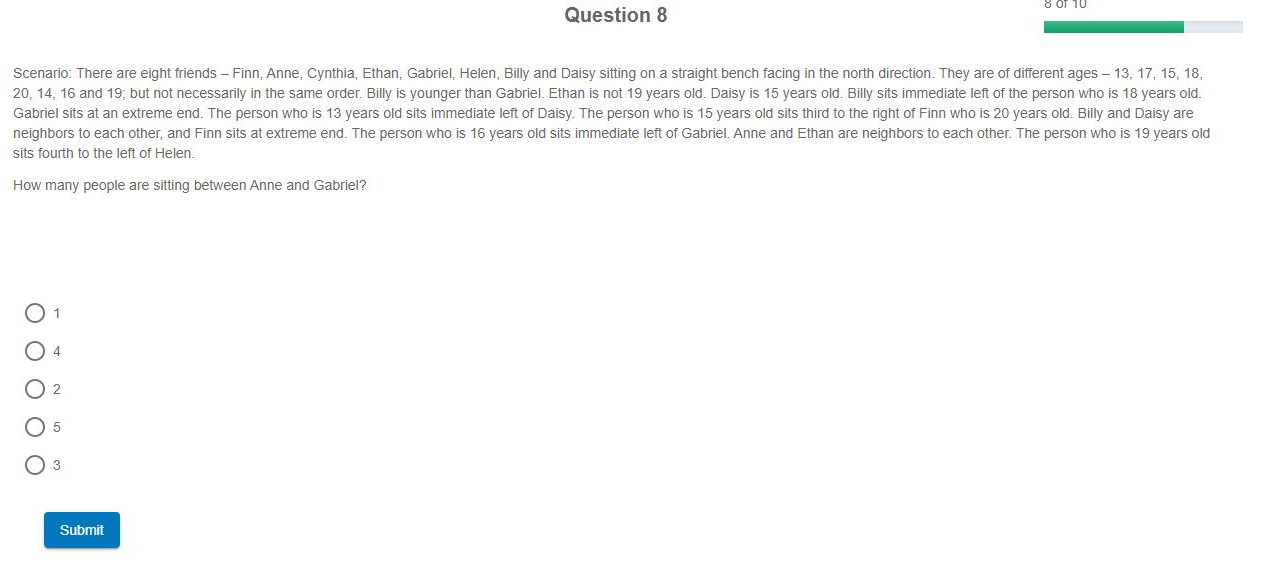 Question 8
8 of 10
Scenario: There are eight friends – Finn, Anne, Cynthia, Ethan, Gabriel, Helen, Billy and Daisy sitting on a straight bench facing in the north direction. They are of different ages – 13, 17, 15, 18,
20, 14, 16 and 19; but not necessarily in the same order. Billy is younger than Gabriel. Ethan is not 19 years old. Daisy is 15 years old. Billy sits immediate left of the person who is 18 years old.
Gabriel sits at an extreme end. The person who is 13 years old sits immediate left of Daisy. The person who is 15 years old sits third to the right of Finn who is 20 years old. Billy and Daisy are
neighbors to each other, and Finn sits at extreme end. The person who is 16 years old sits immediate left of Gabriel. Anne and Ethan are neighbors to each other. The person who is 19 years old
sits fourth to the left of Helen.
How many people are sitting between Anne and Gabriel?
1
4
2
5
3
Submit